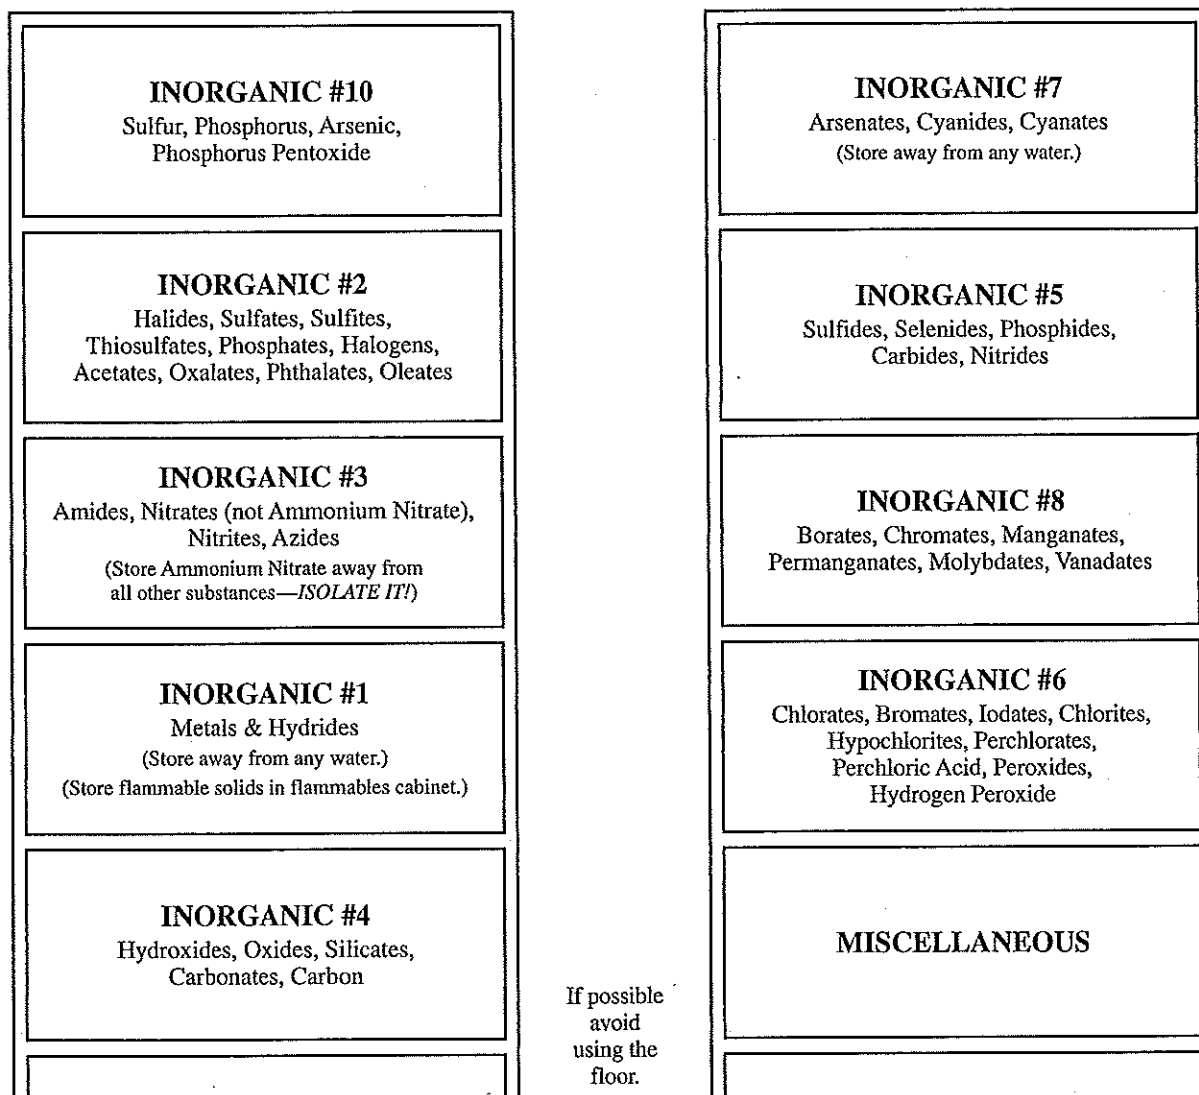 INORGANIC #10
Sulfur, Phosphorus, Arsenic,
Phosphorus Pentoxide
INORGANIC #2
Halides, Sulfates, Sulfites,
Thiosulfates, Phosphates, Halogens,
Acetates, Oxalates, Phthalates, Oleates
INORGANIC #3
Amides, Nitrates (not Ammonium Nitrate),
Nitrites, Azides
(Store Ammonium Nitrate away from
all other substances—ISOLATE IT!)
INORGANIC #1
Metals & Hydrides
(Store away from any water.)
(Store flammable solids in flammables cabinet.)
INORGANIC #4
Hydroxides, Oxides, Silicates,
Carbonates, Carbon
If possible
avoid
using the
floor.
INORGANIC #7
Arsenates, Cyanides, Cyanates
(Store away from any water.)
INORGANIC #5
Sulfides, Selenides, Phosphides,
Carbides, Nitrides
INORGANIC #8
Borates, Chromates, Manganates,
Permanganates, Molybdates, Vanadates
INORGANIC #6
Chlorates, Bromates, Iodates, Chlorites,
Hypochlorites, Perchlorates,
Perchloric Acid, Peroxides,
Hydrogen Peroxide
MISCELLANEOUS